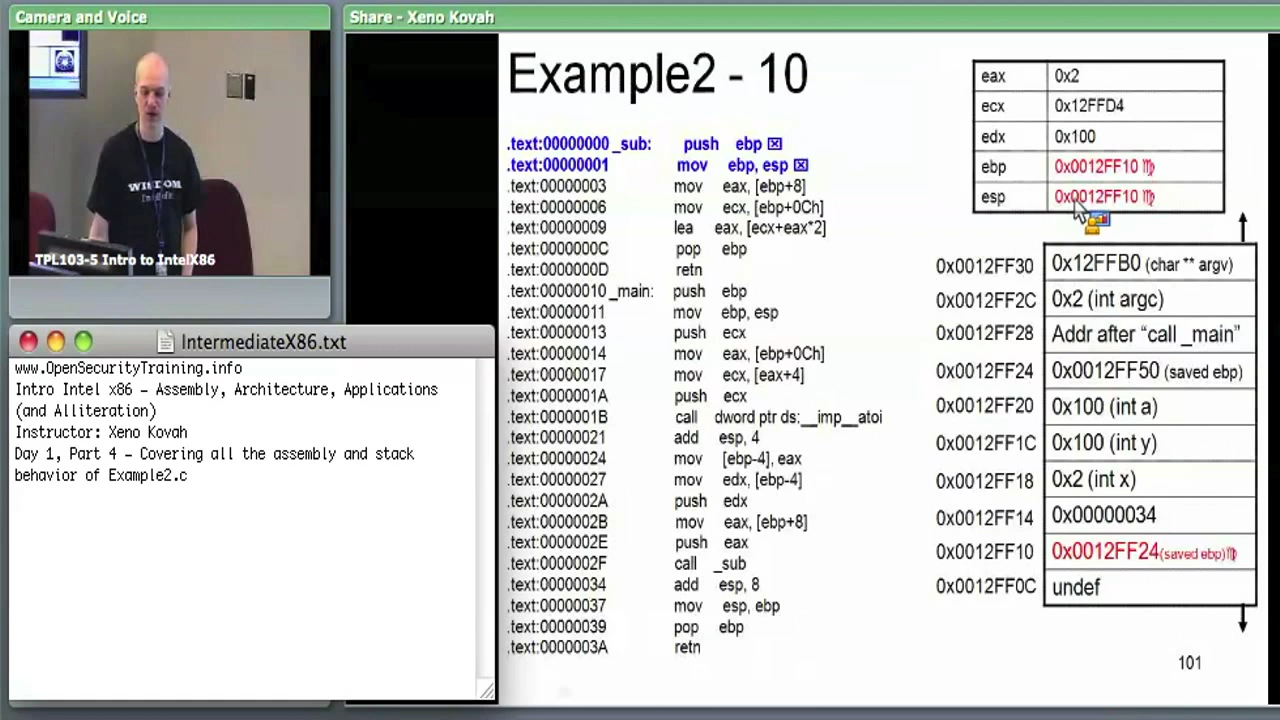 Camera and Voice
WISDOM
TPL103-5 Intro to IntelX86
IntermediateX86.txt
www.OpenSecurityTraining.info
Intro Intel x86 – Assembly, Architecture, Applications
(and Alliteration)
Instructor: Xeno Kovah
Day 1, Part 4 – Covering all the assembly and stack
behavior of Example2.c
Share - Xeno Kovah
Example2 - 10
.text:00000000 _sub: push ebp ⊠
.text:00000001 mov ebp, esp ⊠
.text:00000003 mov eax, [ebp+8]
.text:00000006 mov ecx, [ebp+0Ch]
.text:00000009 lea eax, [ecx+eax*2]
.text:0000000C pop ebp
.text:0000000D retn
.text:00000010 _main: push ebp
.text:00000011 mov ebp, esp
.text:00000013 push ecx
.text:00000014 mov eax, [ebp+0Ch]
.text:00000017 mov ecx, [eax+4]
.text:0000001A push ecx
.text:0000001B call dword ptr ds:__imp__atoi
.text:00000021 add esp, 4
.text:00000024 mov [ebp-4], eax
.text:00000027 mov edx, [ebp-4]
.text:0000002A push edx
.text:0000002B mov eax, [ebp+8]
.text:0000002E push eax
.text:0000002F call _sub
.text:00000034 add esp, 8
.text:00000037 mov esp, ebp
.text:00000039 pop ebp
.text:0000003A retn
eax 0x2
ecx 0x12FFD4
edx 0x100
ebp 0x0012FF10 ♍
esp 0x0012FF10 ♍
0x0012FF30 0x12FFB0 (char ** argv)
0x0012FF2C 0x2 (int argc)
0x0012FF28 Addr after “call _main”
0x0012FF24 0x0012FF50 (saved ebp)
0x0012FF20 0x100 (int a)
0x0012FF1C 0x100 (int y)
0x0012FF18 0x2 (int x)
0x0012FF14 0x00000034
0x0012FF10 0x0012FF24(saved ebp)♍
0x0012FF0C undef
101